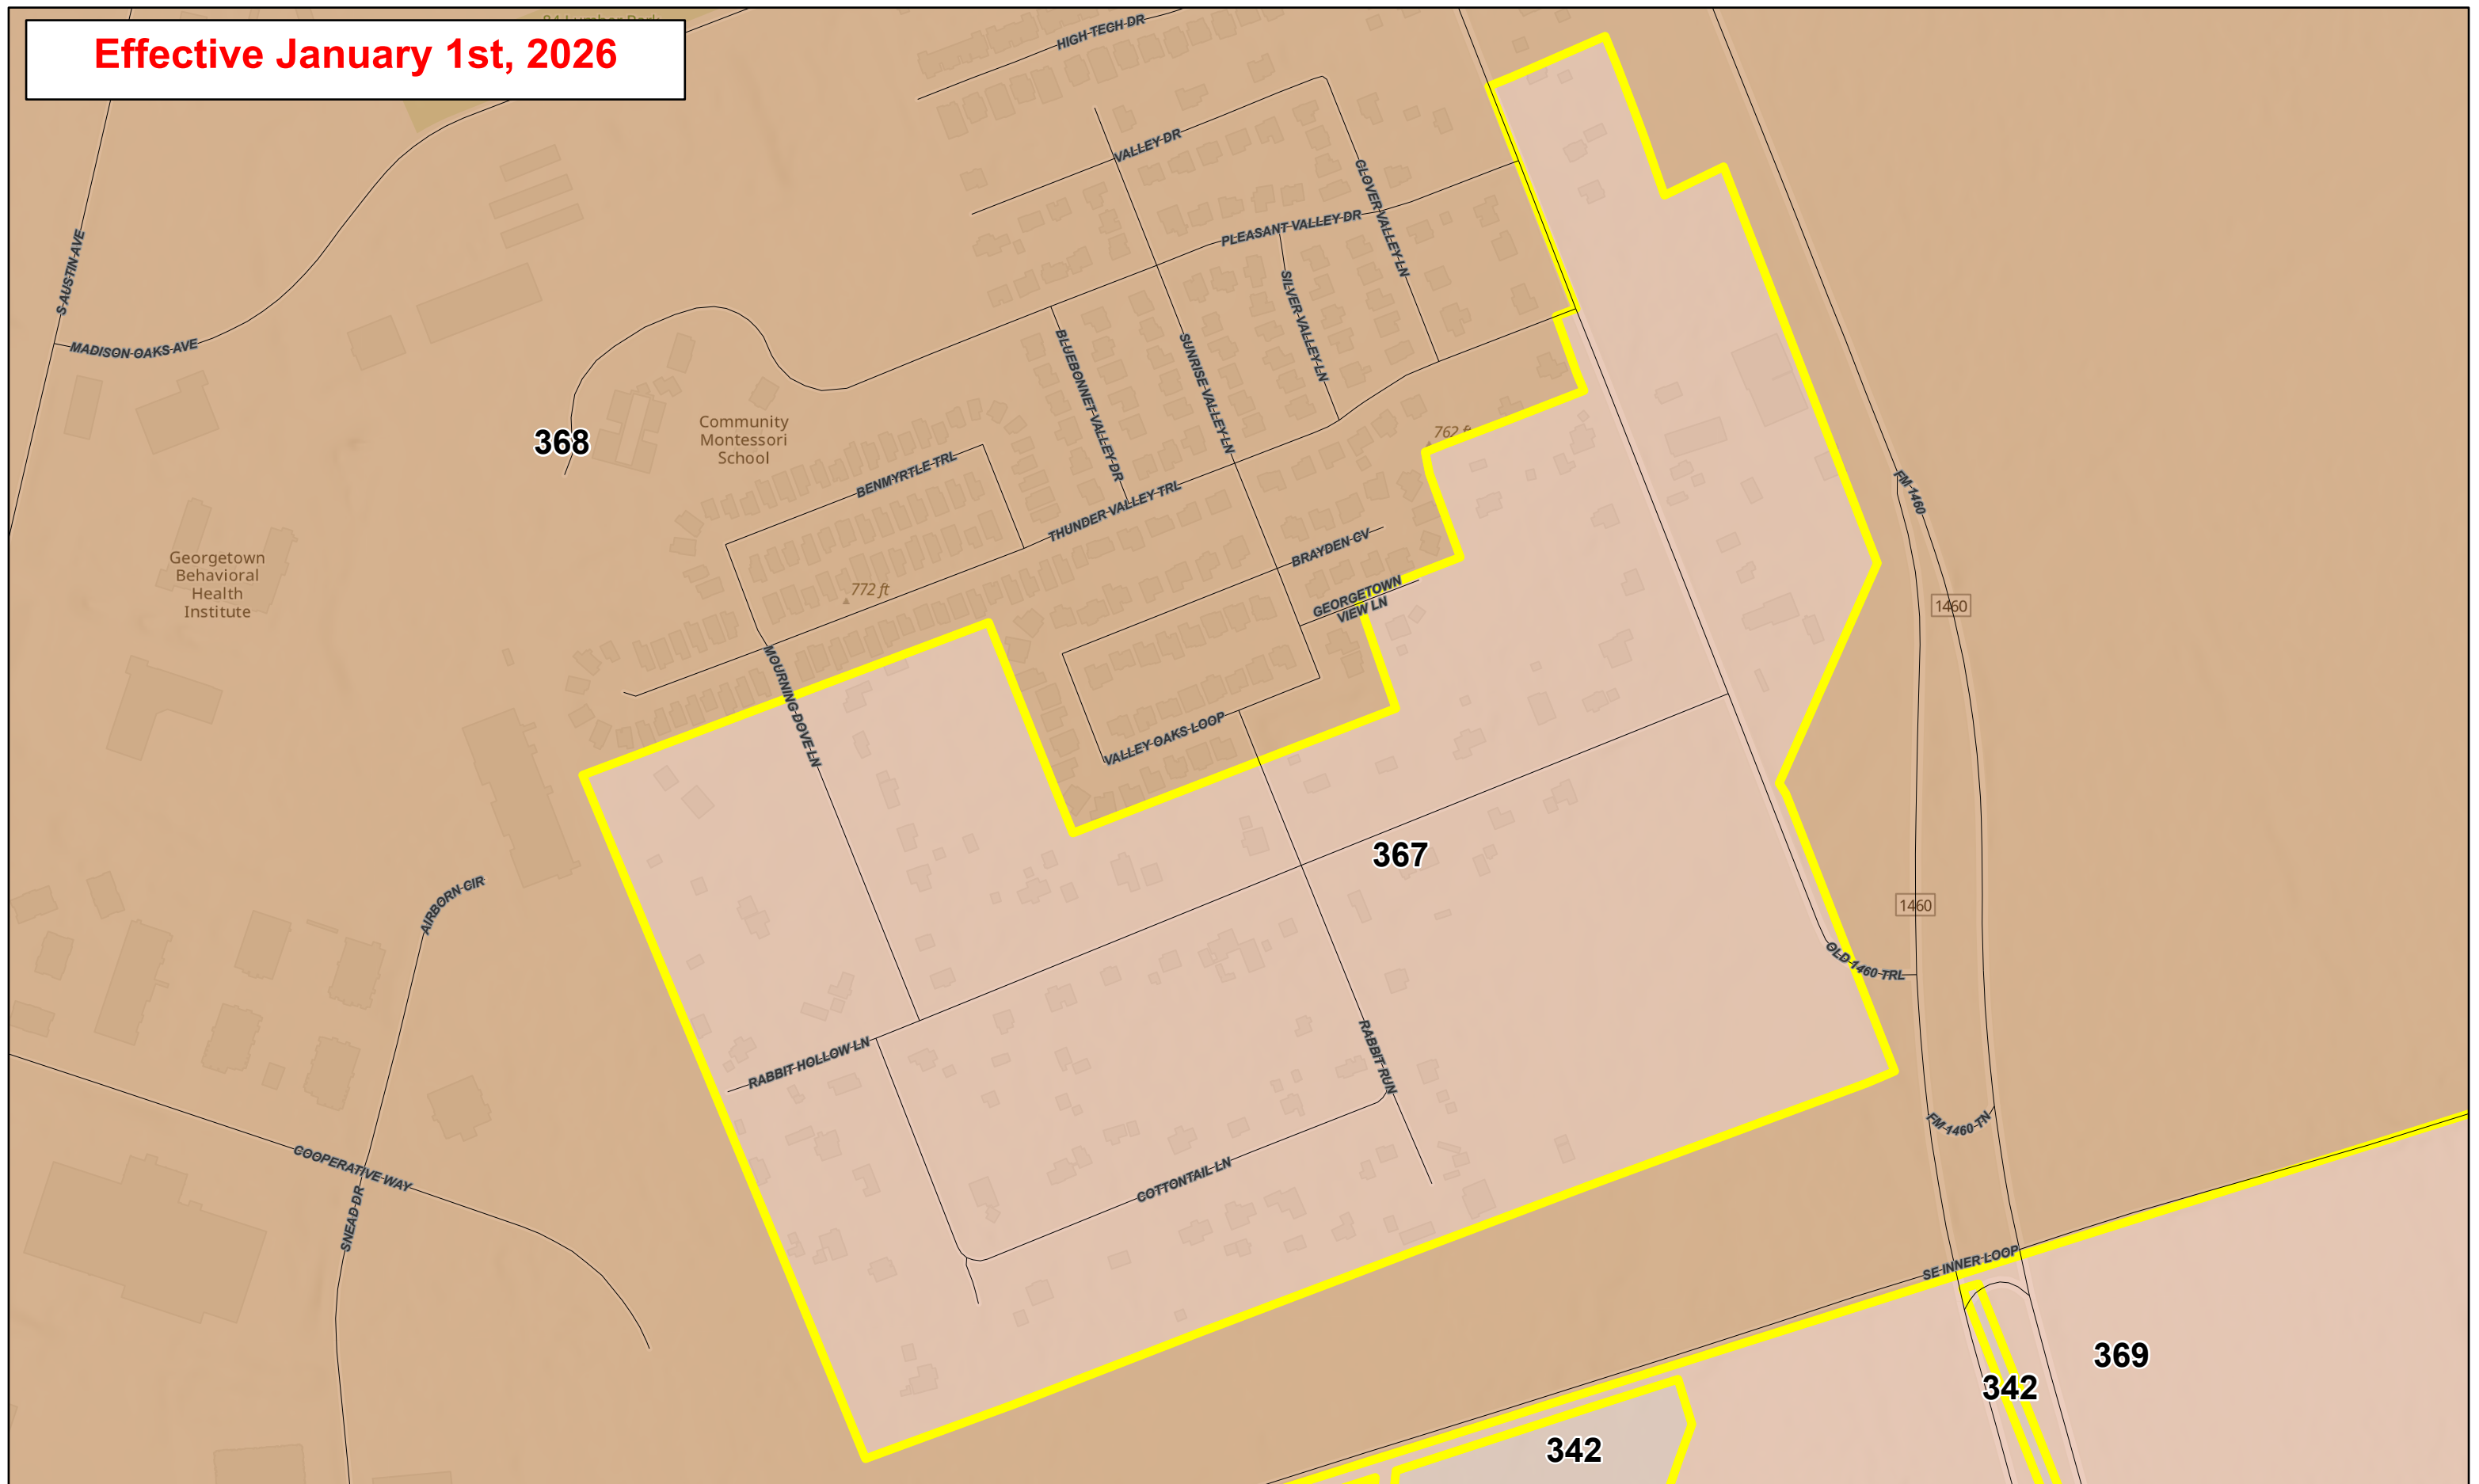 84 Lumber Park
Effective January 1st, 2026
HIGH TECH DR
VALLEY DR
CLOVER VALLEY LN
PLEASANT VALLEY DR
S AUSTIN AVE
MADISON OAKS AVE
SILVER VALLEY LN
BLUEBONNET VALLEY DR
SUNRISE VALLEY LN
368
Community
Montessori
School
762 ft
BENMYRTLE TRL
THUNDER VALLEY TRL
FM 1460
BRAYDEN CV
Georgetown
Behavioral
Health
Institute
772 ft
GEORGETOWN
VIEW LN
1460
MOURNING DOVE LN
VALLEY OAKS LOOP
367
AIRBORN CIR
1460
OLD 1460 TRL
RABBIT HOLLOW LN
RABBIT RUN
FM 1460 TN
COOPERATIVE WAY
COTTONTAIL LN
SNEAD DR
SE INNER LOOP
369
342
342